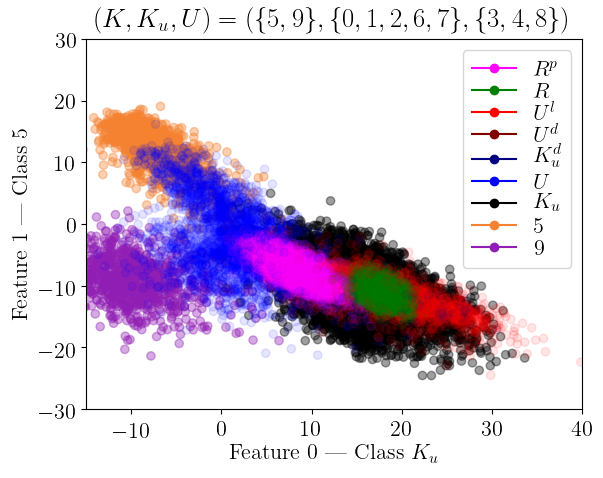 (K, K_u, U) = ({5, 9}, {0, 1, 2, 6, 7}, {3, 4, 8})
30
20
10
0
−10
−20
−30
Feature 1 — Class 5
R^p
R
U^l
U^d
K_u^d
U
K_u
5
9
−10
0
10
20
30
40
Feature 0 — Class K_u